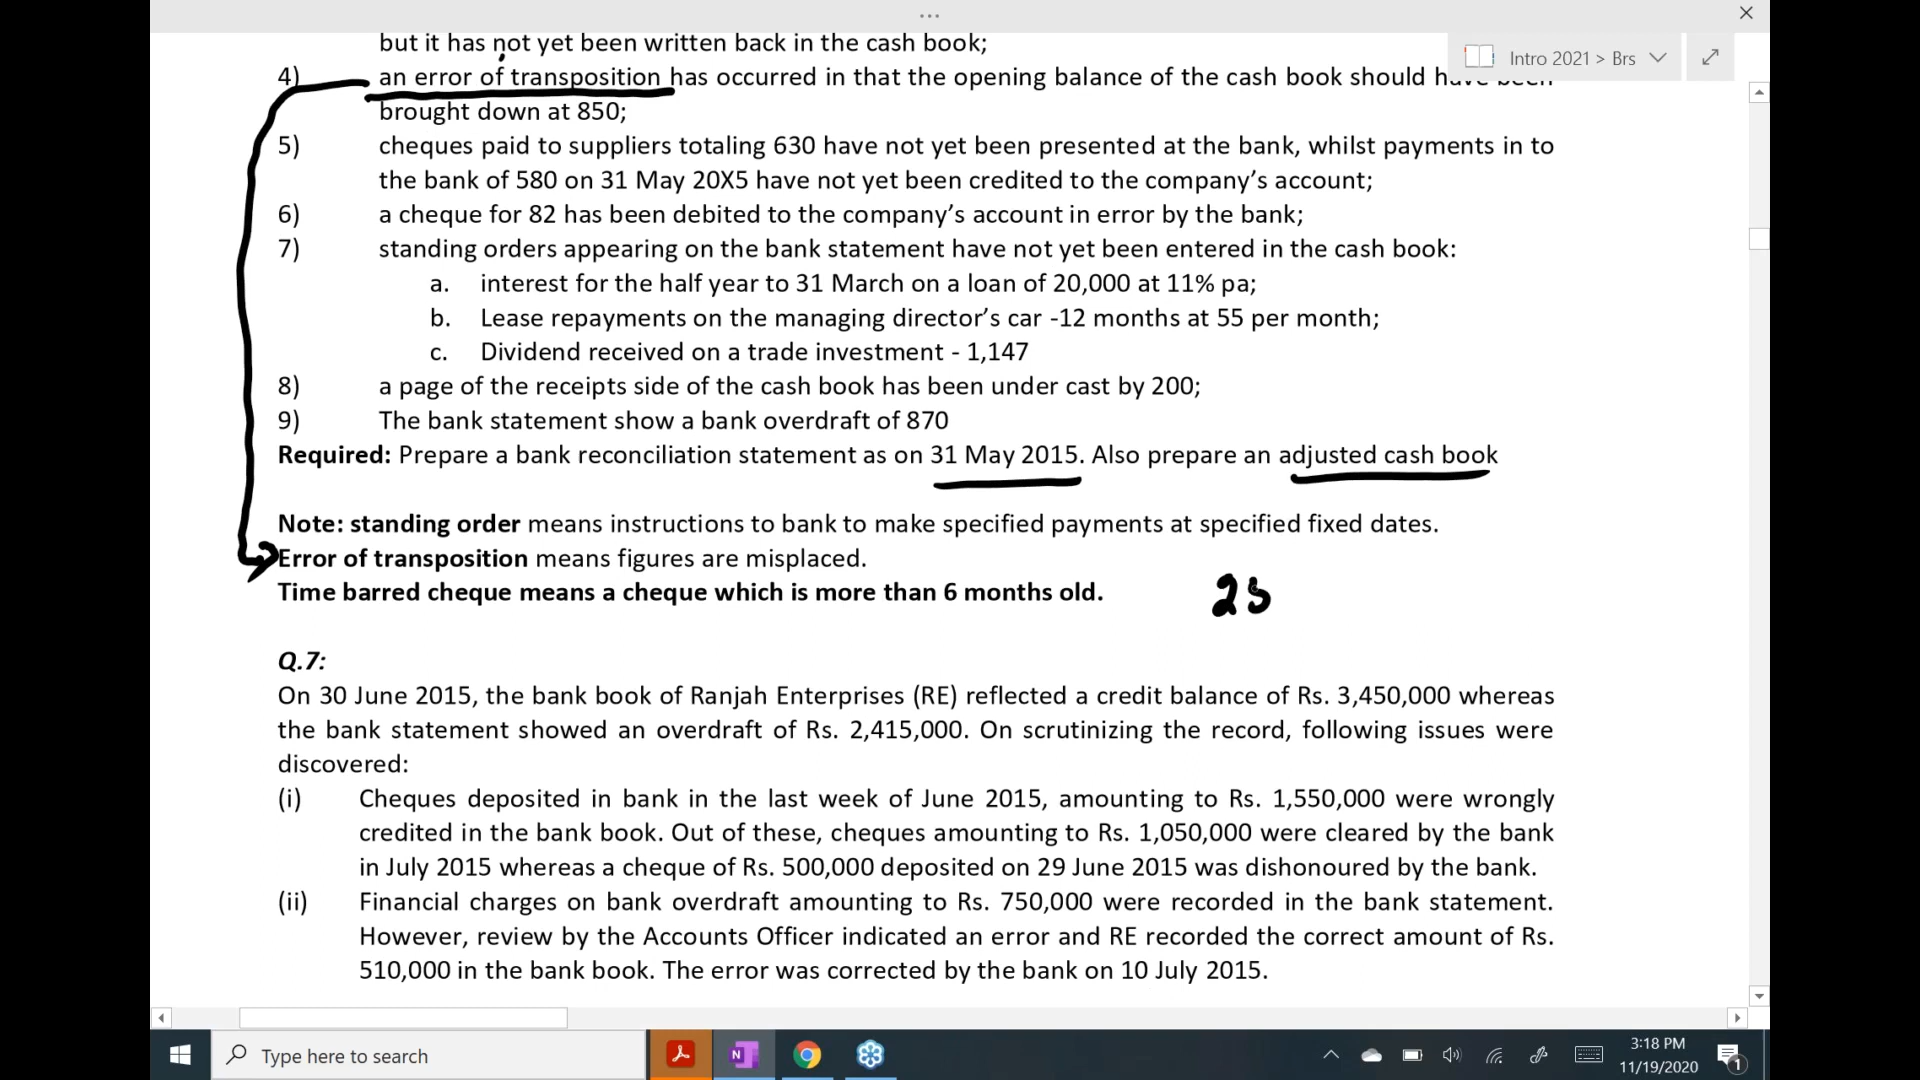 but it has not yet been written back in the cash book;
Intro 2021 > Brs
4) an error of transposition has occurred in that the opening balance of the cash book should have been
brought down at 850;
5) cheques paid to suppliers totaling 630 have not yet been presented at the bank, whilst payments in to
the bank of 580 on 31 May 20X5 have not yet been credited to the company's account;
6) a cheque for 82 has been debited to the company's account in error by the bank;
7) standing orders appearing on the bank statement have not yet been entered in the cash book:
a. interest for the half year to 31 March on a loan of 20,000 at 11% pa;
b. Lease repayments on the managing director's car -12 months at 55 per month;
c. Dividend received on a trade investment - 1,147
8) a page of the receipts side of the cash book has been under cast by 200;
9) The bank statement show a bank overdraft of 870
Required: Prepare a bank reconciliation statement as on 31 May 2015. Also prepare an adjusted cash book
Note: standing order means instructions to bank to make specified payments at specified fixed dates.
Error of transposition means figures are misplaced.
Time barred cheque means a cheque which is more than 6 months old.
Q.7:
On 30 June 2015, the bank book of Ranjah Enterprises (RE) reflected a credit balance of Rs. 3,450,000 whereas
the bank statement showed an overdraft of Rs. 2,415,000. On scrutinizing the record, following issues were
discovered:
(i) Cheques deposited in bank in the last week of June 2015, amounting to Rs. 1,550,000 were wrongly
credited in the bank book. Out of these, cheques amounting to Rs. 1,050,000 were cleared by the bank
in July 2015 whereas a cheque of Rs. 500,000 deposited on 29 June 2015 was dishonoured by the bank.
(ii) Financial charges on bank overdraft amounting to Rs. 750,000 were recorded in the bank statement.
However, review by the Accounts Officer indicated an error and RE recorded the correct amount of Rs.
510,000 in the bank book. The error was corrected by the bank on 10 July 2015.
Type here to search
3:18 PM
11/19/2020
1